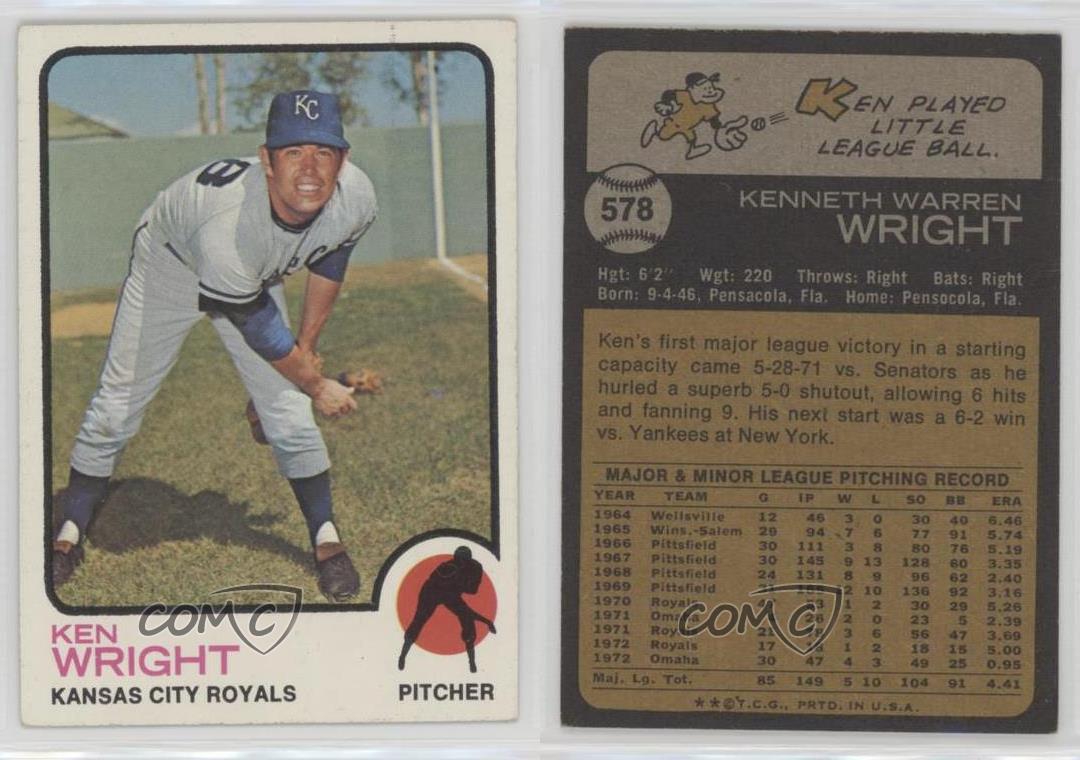 KC
8
KEN
WRIGHT
KANSAS CITY ROYALS
PITCHER
COMC
KEN PLAYED
LITTLE
LEAGUE BALL.
578
KENNETH WARREN
WRIGHT
Hgt: 6'2" Wgt: 220 Throws: Right Bats: Right
Born: 9-4-46, Pensacola, Fla. Home: Pensocola, Fla.
Ken's first major league victory in a starting
capacity came 5-28-71 vs. Senators as he
hurled a superb 5-0 shutout, allowing 6 hits
and fanning 9. His next start was a 6-2 win
vs. Yankees at New York.
MAJOR & MINOR LEAGUE PITCHING RECORD
YEAR TEAM G IP W L SO BB ERA
1964 Wellsville 12 46 3 0 30 40 6.46
1965 Wins.-Salem 29 94 7 6 77 91 5.74
1966 Pittsfield 30 111 3 8 80 76 5.19
1967 Pittsfield 30 145 9 13 128 60 3.35
1968 Pittsfield 24 131 8 9 96 62 2.40
1969 Pittsfield 2 10 136 92 3.16
1970 Royals 1 2 30 29 5.26
1971 Omaha 26 2 0 23 5 2.39
1971 Royals 21 78 3 6 56 47 3.69
1972 Royals 17 18 1 2 18 15 5.00
1972 Omaha 30 47 4 3 49 25 0.95
Maj. Lg. Tot. 85 149 5 10 104 91 4.41
COMC
**©T.C.G., PRTD. IN U.S.A.